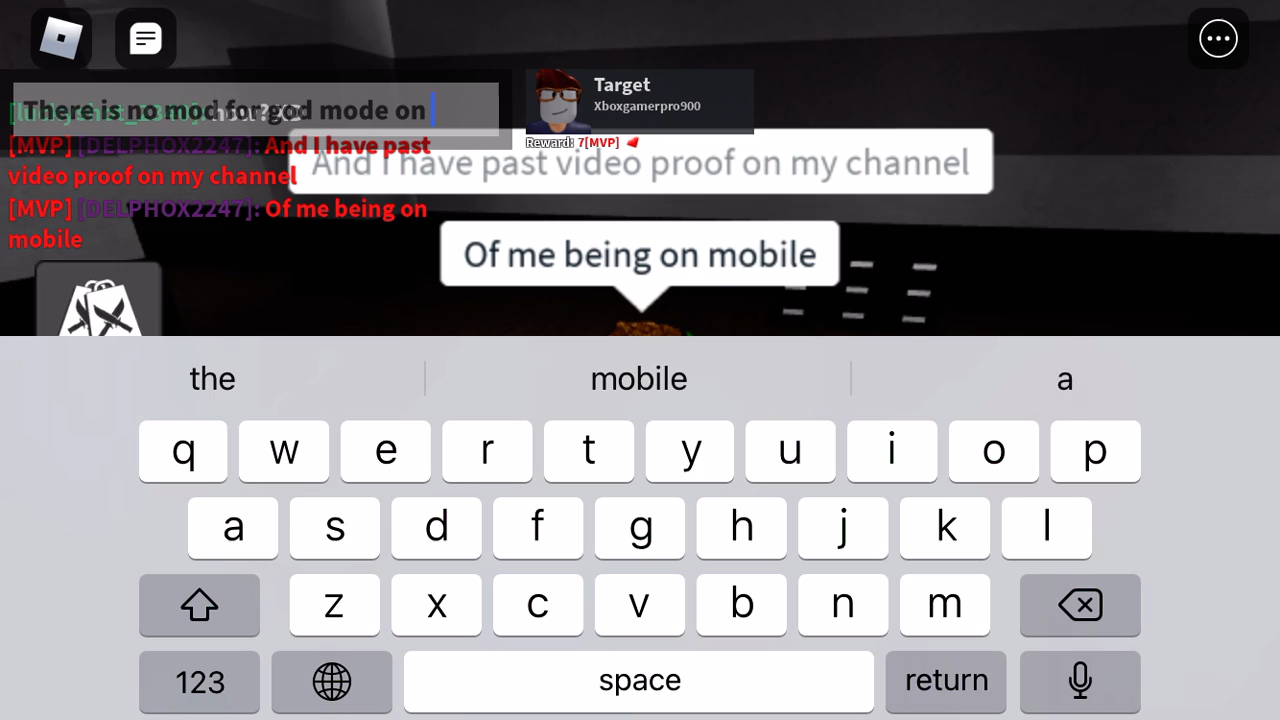 There is no mod for god mode on
Target
Xboxgamerpro900
Reward: 7[MVP]
[MVP] [DELPHOX2247]: And I have past
video proof on my channel
[MVP] [DELPHOX2247]: Of me being on
mobile
And I have past video proof on my channel
Of me being on mobile
the mobile a
q w e r t y u i o p
a s d f g h j k l
z x c v b n m
123 space return